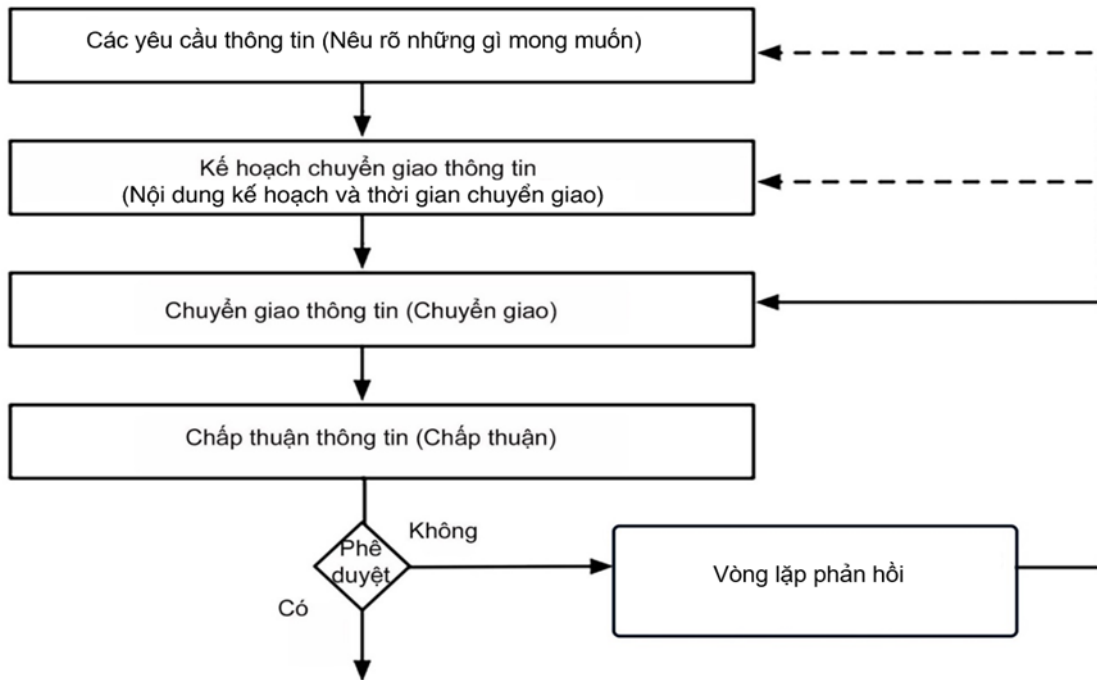 Các yêu cầu thông tin (Nêu rõ những gì mong muốn)
Kế hoạch chuyển giao thông tin
(Nội dung kế hoạch và thời gian chuyển giao)
Chuyển giao thông tin (Chuyển giao)
Chấp thuận thông tin (Chấp thuận)
Không
Phê
duyệt
Vòng lặp phản hồi
Có